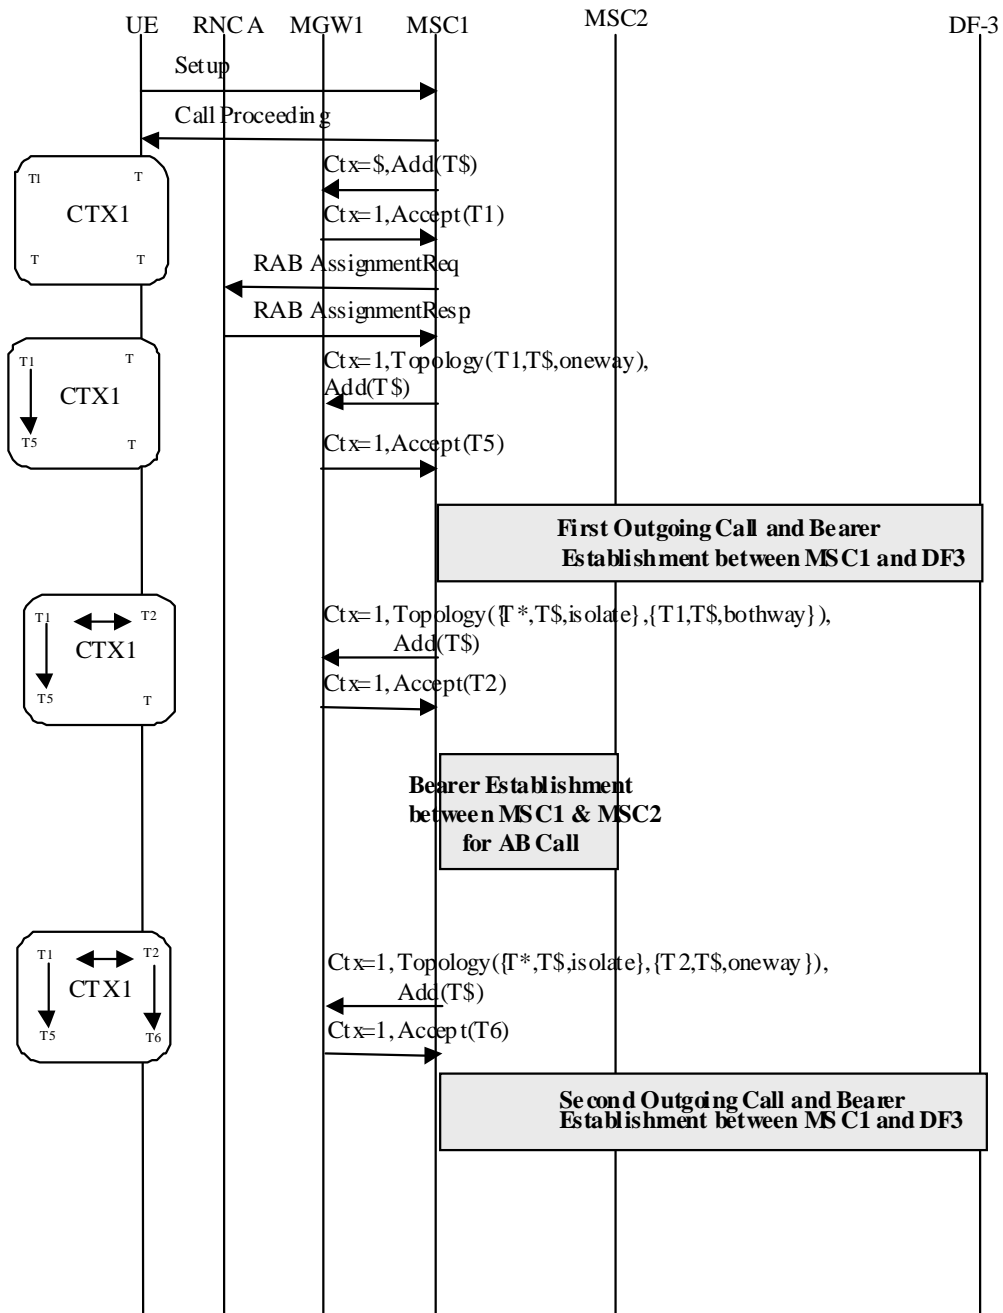 UE RNC A MGW1 MSC1 MSC2 DF-3
Setup
Call Proceeding
Ctx=$,Add(T$)
T1 T
CTX1
T T
Ctx=1,Accept(T1)
RAB AssignmentReq
RAB AssignmentResp
Ctx=1,Topology(T1,T$,oneway),
Add(T$)
T1 T
CTX1
T5 T
Ctx=1,Accept(T5)
First Outgoing Call and Bearer
Establishment between MSC1 and DF3
Ctx=1,Topology({T*,T$,isolate},{T1,T$,bothway}),
Add(T$)
T1 T2
CTX1
T5 T
Ctx=1,Accept(T2)
Bearer Establishment
between MSC1 & MSC2
for AB Call
T1 T2
CTX1
T5 T6
Ctx=1,Topology({T*,T$,isolate},{T2,T$,oneway}),
Add(T$)
Ctx=1,Accept(T6)
Second Outgoing Call and Bearer
Establishment between MSC1 and DF3